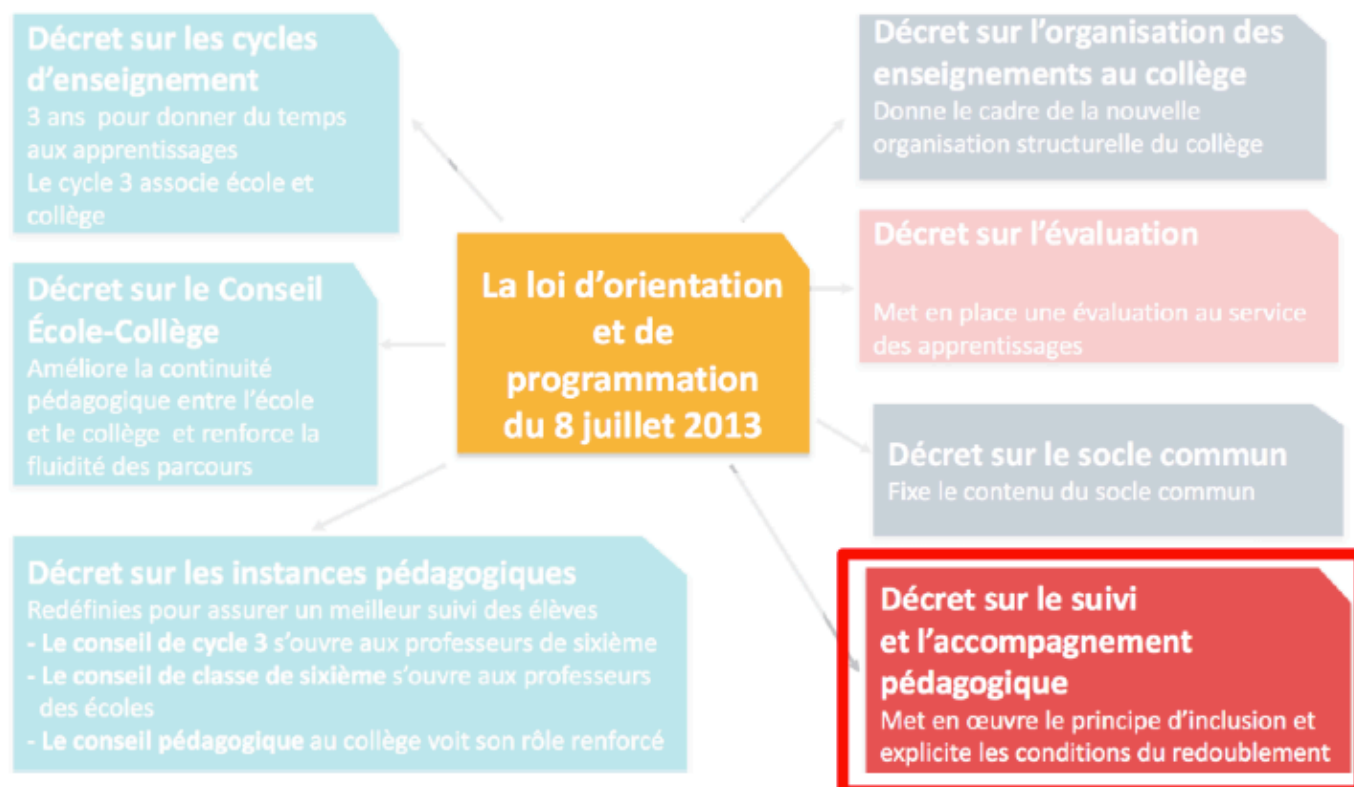 Décret sur les cycles
d'enseignement
3 ans pour donner du temps
aux apprentissages
Le cycle 3 associe école et
collège
Décret sur le Conseil
École-Collège
Améliore la continuité
pédagogique entre l'école
et le collège et renforce la
fluidité des parcours
Décret sur les instances pédagogiques
Redéfinies pour assurer un meilleur suivi des élèves
- Le conseil de cycle 3 s'ouvre aux professeurs de sixième
- Le conseil de classe de sixième s'ouvre aux professeurs
des écoles
- Le conseil pédagogique au collège voit son rôle renforcé
La loi d'orientation
et de
programmation
du 8 juillet 2013
Décret sur l'organisation des
enseignements au collège
Donne le cadre de la nouvelle
organisation structurelle du collège
Décret sur l'évaluation
Met en place une évaluation au service
des apprentissages
Décret sur le socle commun
Fixe le contenu du socle commun
Décret sur le suivi
et l'accompagnement
pédagogique
Met en œuvre le principe d'inclusion et
explicite les conditions du redoublement